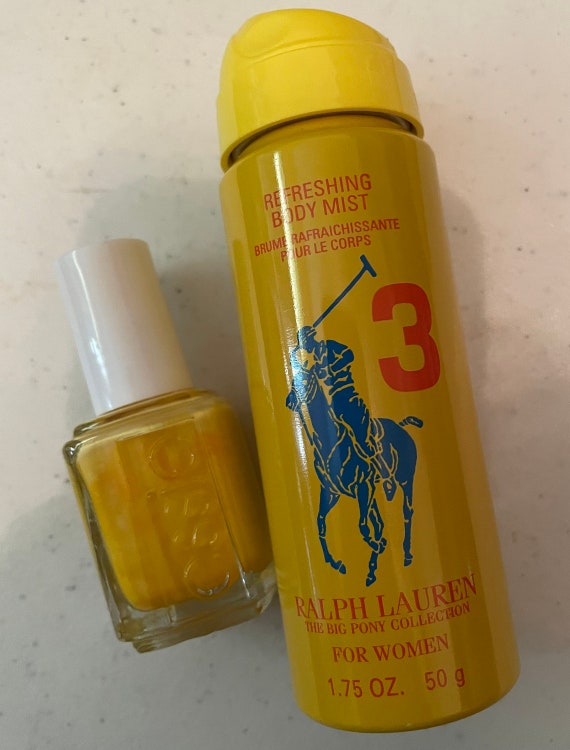 essie
REFRESHING
BODY MIST
BRUME RAFRAICHISSANTE
POUR LE CORPS
3
RALPH LAUREN
THE BIG PONY COLLECTION
FOR WOMEN
1.75 OZ. 50 g